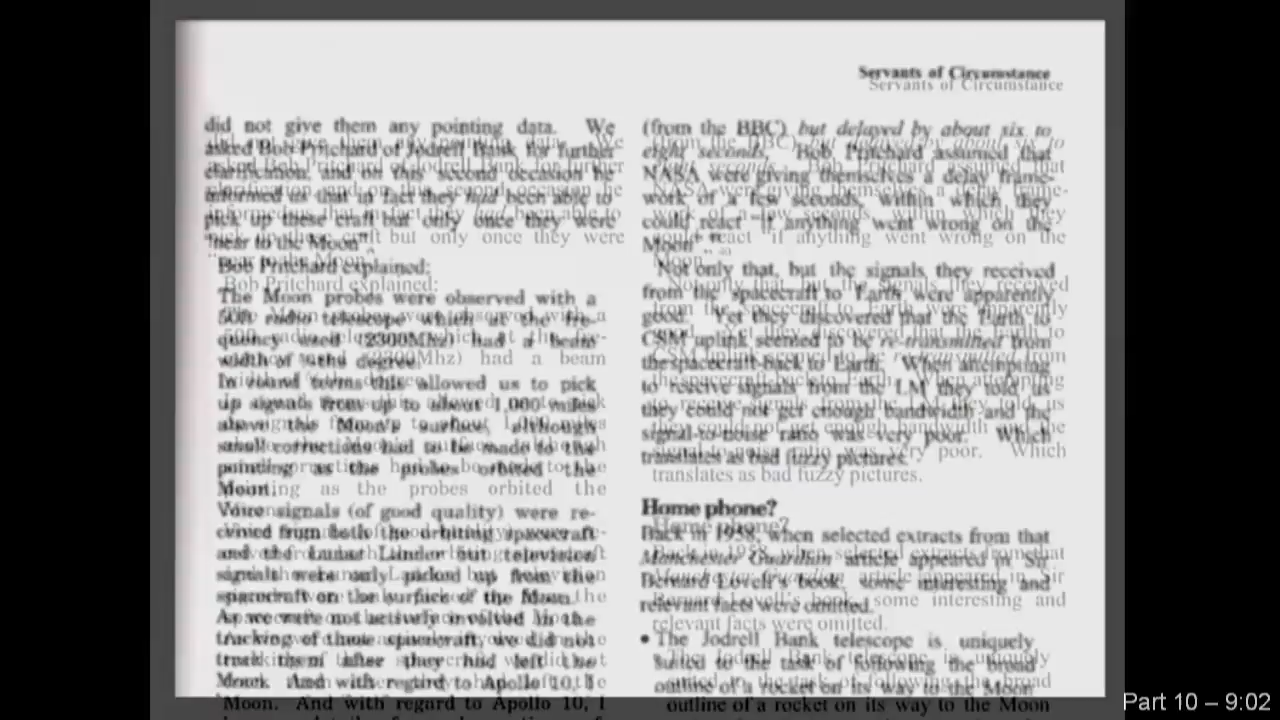 Servants of Circumstance
did not give them any pointing data. We
asked Bob Pritchard of Jodrell Bank for further
clarification, and on this second occasion he
informed us that in fact they had been able to
pick up these craft but only once they were
"near to the Moon".
Bob Pritchard explained:
The Moon probes were observed with a
50ft radio telescope which at the fre-
quency used (2300Mhz) had a beam
width of ... the degree.
In round terms this allowed us to pick
up signals from up to about 1,000 miles
above the Moon's surface, although
small corrections had to be made to the
pointing as the probes orbited the
Moon.
Voice signals (of good quality) were re-
ceived from both the orbiting spacecraft
and the Lunar Lander but television
signals were only picked up from the
spacecraft on the surface of the Moon.
As we were not actively involved in the
tracking of these spacecraft, we did not
track them after they had left the
Moon. And with regard to Apollo 10, I
(from the BBC) but delayed by about six to
eight seconds. Bob Pritchard assumed that
NASA were giving themselves a delay frame-
work of a few seconds, within which they
could react "if anything went wrong on the
Moon".
Not only that, but the signals they received
from the spacecraft to Earth were apparently
good. Yet they discovered that the Earth to
CSM uplink seemed to be re-transmitted from
the spacecraft back to Earth. When attempting
to receive signals from the LM they told us
they could not get enough bandwidth and the
signal-to-noise ratio was very poor. Which
translates as bad fuzzy pictures.
Home phone?
Back in 1958, when selected extracts from that
Manchester Guardian article appeared in Sir
Bernard Lovell's book, some interesting and
relevant facts were omitted.
• The Jodrell Bank telescope is uniquely
suited to the task of following the broad
outline of a rocket on its way to the Moon
Part 10 – 9:02